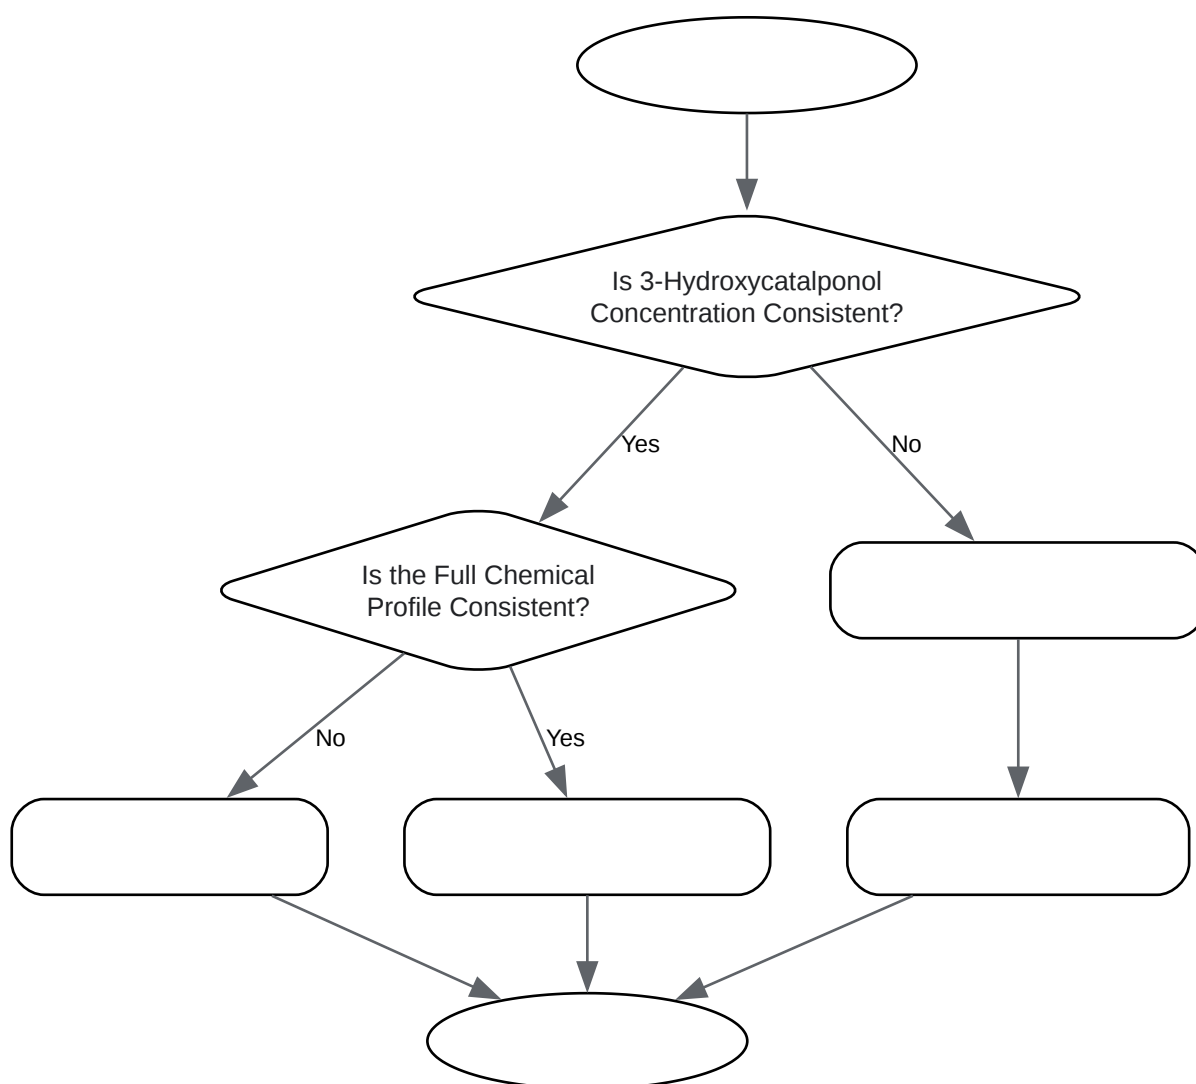 Is 3-Hydroxycatalponol
Concentration Consistent?
Yes
No
Is the Full Chemical
Profile Consistent?
No
Yes